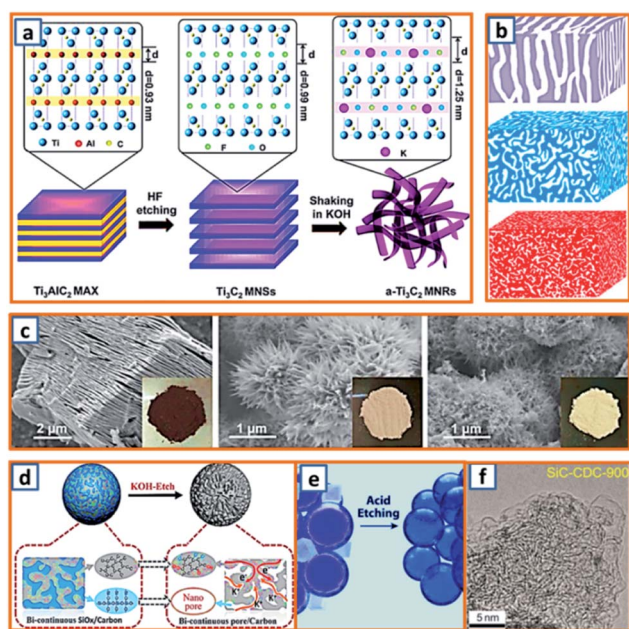 a
d
d=0.93 nm
d
d=0.99 nm
d
d=1.25 nm
Ti Al C
F O
K
HF
etching
Shaking
in KOH
Ti₃AlC₂ MAX
Ti₃C₂ MNSs
a-Ti₃C₂ MNRs
b
c
2 μm
1 μm
1 μm
d
KOH-Etch
Bi-continuous SiOx/Carbon
Nano
pore
e⁻
e⁻
K⁺
K⁺
Bi-continuous pore/Carbon
e
Acid
Etching
f
SiC-CDC-900
5 nm